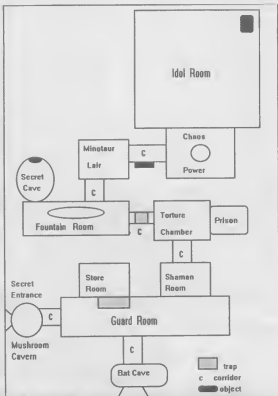 Idol Room
Chaos
Power
Minotaur
Lair
C
C
Secret
Cave
Fountain Room
C
Torture
Chamber
Prison
C
Store
Room
Shaman
Room
Secret
Entrance
C
Guard Room
Mushroom
Cavern
C
Bat Cave
trap
c corridor
object